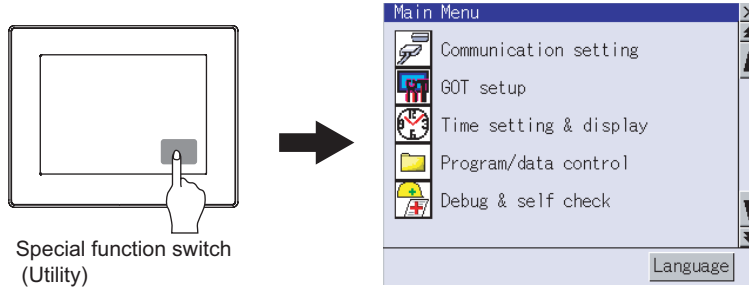 Special function switch
(Utility)
Main Menu
Communication setting
GOT setup
Time setting & display
Program/data control
Debug & self check
Language